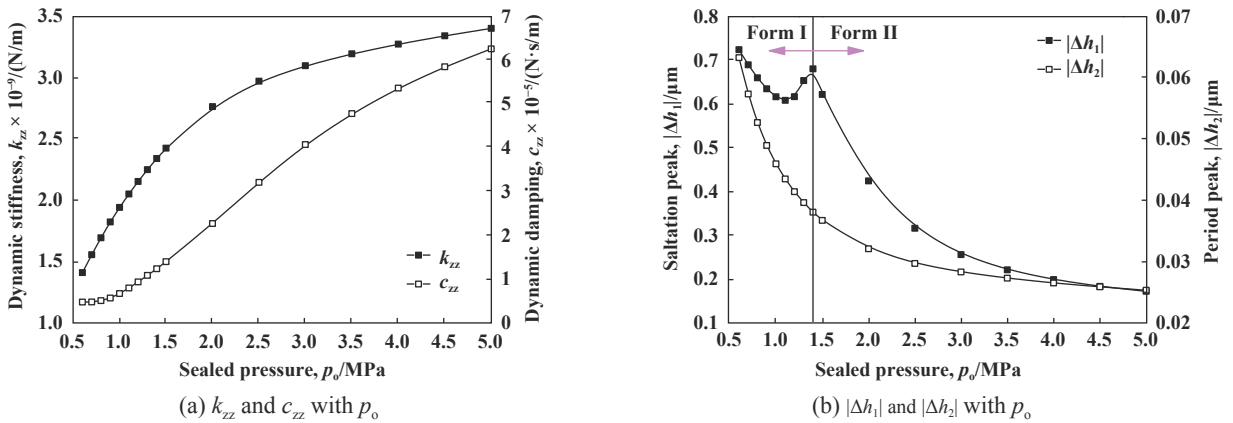 3.5
3.0
2.5
2.0
1.5
1.0
Dynamic stiffness, kzz × 10⁻⁹/(N/m)
7
6
5
4
3
2
1
0
Dynamic damping, czz × 10⁻⁵/(N·s/m)
kzz
czz
0.5 1.0 1.5 2.0 2.5 3.0 3.5 4.0 4.5 5.0
Sealed pressure, po/MPa
(a) kzz and czz with po
0.8
0.7
0.6
0.5
0.4
0.3
0.2
0.1
Saltation peak, |Δh1|/μm
Form I Form II
|Δh1|
|Δh2|
0.07
0.06
0.05
0.04
0.03
0.02
Period peak, |Δh2|/μm
0.5 1.0 1.5 2.0 2.5 3.0 3.5 4.0 4.5 5.0
Sealed pressure, po/MPa
(b) |Δh1| and |Δh2| with po